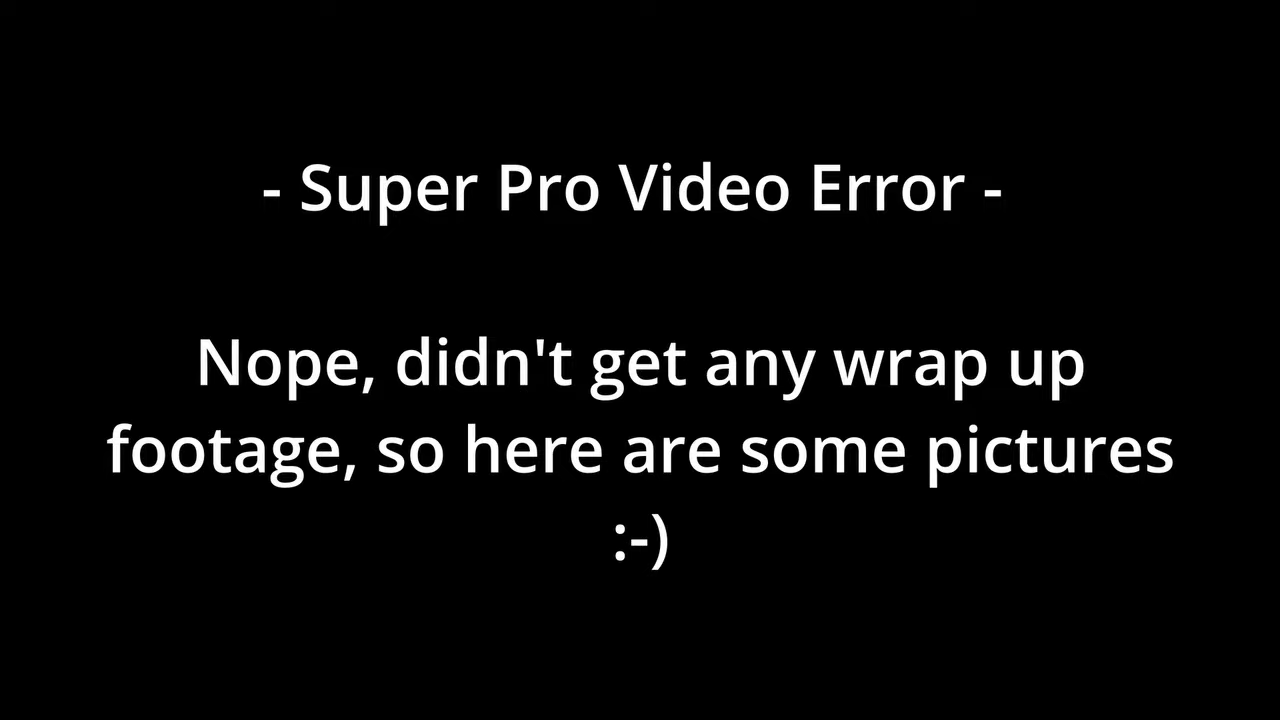 - Super Pro Video Error -
Nope, didn't get any wrap up
footage, so here are some pictures
:-)